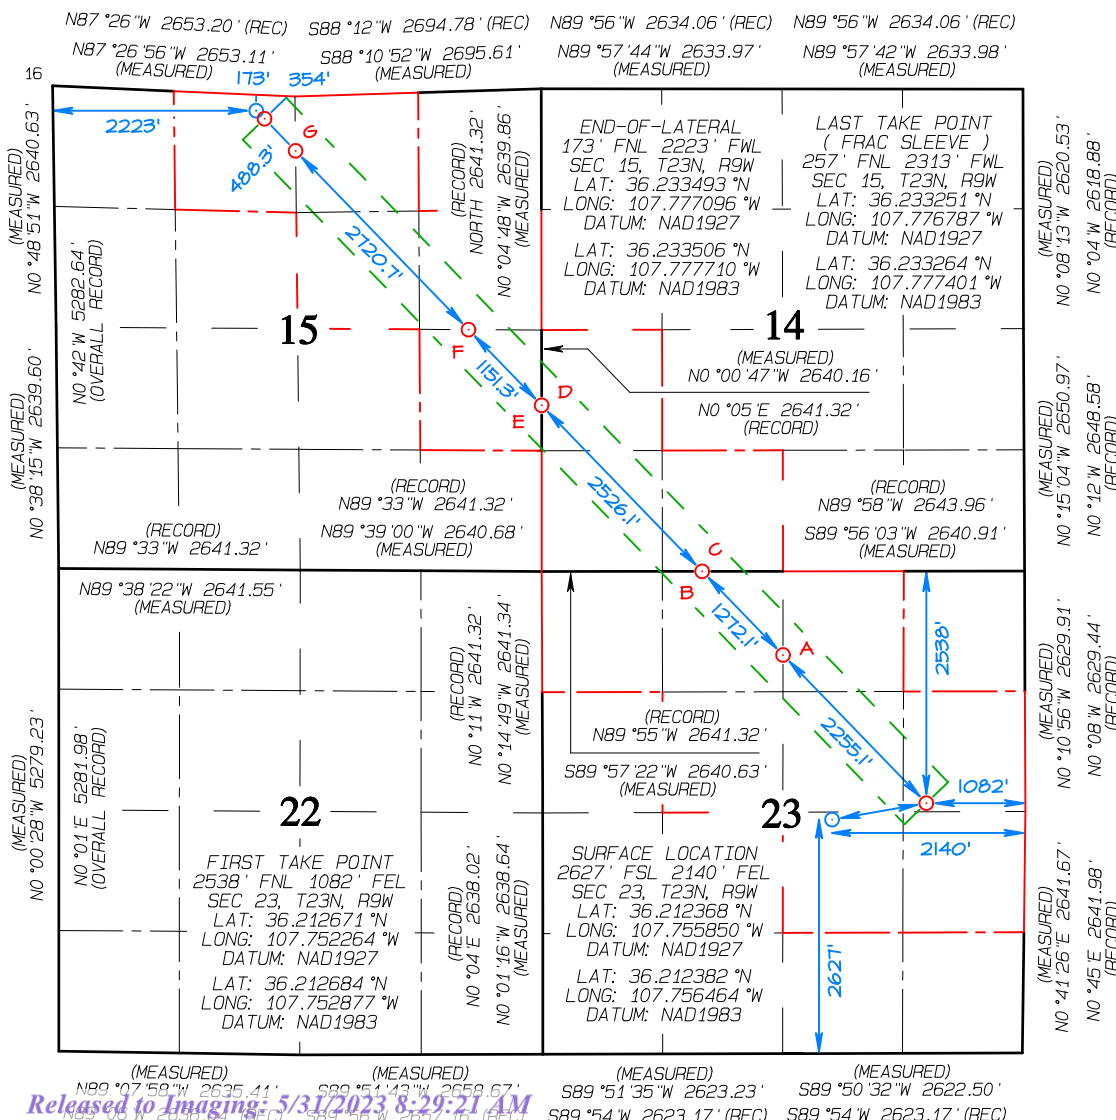 N87°26"W 2653.20'(REC)
S88°12"W 2694.78'(REC)
N89°56"W 2634.06'(REC)
N89°56"W 2634.06'(REC)
N87°26'56"W 2653.11'
(MEASURED)
S88°10'52"W 2695.61'
(MEASURED)
N89°57'44"W 2633.97'
(MEASURED)
N89°57'42"W 2633.98'
(MEASURED)
16
173'
354'
2223'
G
488.3'
2720.7'
(MEASURED)
N0°48'51"W 2640.63'
N0°42"W 5282.64'
(OVERALL RECORD)
(RECORD)
NORTH 2641.32'
N0°04'48"W 2639.86'
(MEASURED)
END-OF-LATERAL
173' FNL 2223' FWL
SEC 15, T23N, R9W
LAT: 36.233493°N
LONG: 107.777096°W
DATUM: NAD1927
LAT: 36.233506°N
LONG: 107.777710°W
DATUM: NAD1983
LAST TAKE POINT
( FRAC SLEEVE )
257' FNL 2313' FWL
SEC 15, T23N, R9W
LAT: 36.233251°N
LONG: 107.776787°W
DATUM: NAD1927
LAT: 36.233264°N
LONG: 107.777401°W
DATUM: NAD1983
(MEASURED)
N0°08'13"W 2620.53'
N0°04"W 2618.88'
(RECORD)
15
14
F
1151.3'
D
E
(MEASURED)
N0°00'47"W 2640.16'
N0°05'E 2641.32'
(RECORD)
(MEASURED)
N0°38'15"W 2639.60'
(MEASURED)
N0°15'04"W 2650.97'
N0°12"W 2648.58'
(RECORD)
2526.1'
(RECORD)
N89°33"W 2641.32'
(RECORD)
N89°33"W 2641.32'
N89°39'00"W 2640.68'
(MEASURED)
(RECORD)
N89°58"W 2643.96'
S89°56'03"W 2640.91'
(MEASURED)
C
B
N89°38'22"W 2641.55'
(MEASURED)
1272.1'
A
2538'
(RECORD)
N0°11"W 2641.32'
N0°14'49"W 2641.34'
(MEASURED)
(MEASURED)
N0°10'56"W 2629.91'
N0°08"W 2629.44'
(RECORD)
(MEASURED)
N0°00'28"W 5279.23'
N0°01'E 5281.98'
(OVERALL RECORD)
(RECORD)
N89°55"W 2641.32'
S89°57'22"W 2640.63'
(MEASURED)
2255.1'
1082'
22
23
2140'
2627'
FIRST TAKE POINT
2538' FNL 1082' FEL
SEC 23, T23N, R9W
LAT: 36.212671°N
LONG: 107.752264°W
DATUM: NAD1927
LAT: 36.212684°N
LONG: 107.752877°W
DATUM: NAD1983
(RECORD)
N0°04'E 2638.02'
N0°01'16"W 2638.64'
(MEASURED)
SURFACE LOCATION
2627' FSL 2140' FEL
SEC 23, T23N, R9W
LAT: 36.212368°N
LONG: 107.755850°W
DATUM: NAD1927
LAT: 36.212382°N
LONG: 107.756464°W
DATUM: NAD1983
(MEASURED)
N0°41'26"E 2641.67'
N0°45'E 2641.98'
(RECORD)
(MEASURED)
N89°07'58"W 2635.41'
(MEASURED)
S89°51'43"W 2658.67'
(MEASURED)
S89°51'35"W 2623.23'
S89°54"W 2623.17'(REC)
(MEASURED)
S89°50'32"W 2622.50'
S89°54"W 2623.17'(REC)
Released to Imaging: 5/31/2023 8:29:21 AM